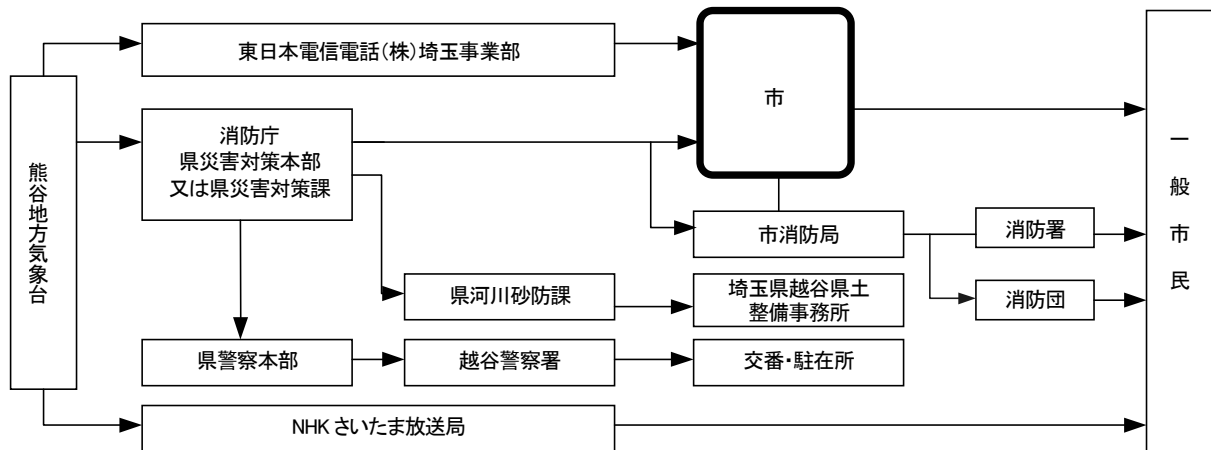 東日本電信電話(株)埼玉事業部
市
熊谷地方気象台
消防庁
県災害対策本部
又は県災害対策課
一般市民
市消防局
消防署
県河川砂防課
埼玉県越谷県土
整備事務所
消防団
県警察本部
越谷警察署
交番・駐在所
NHKさいたま放送局